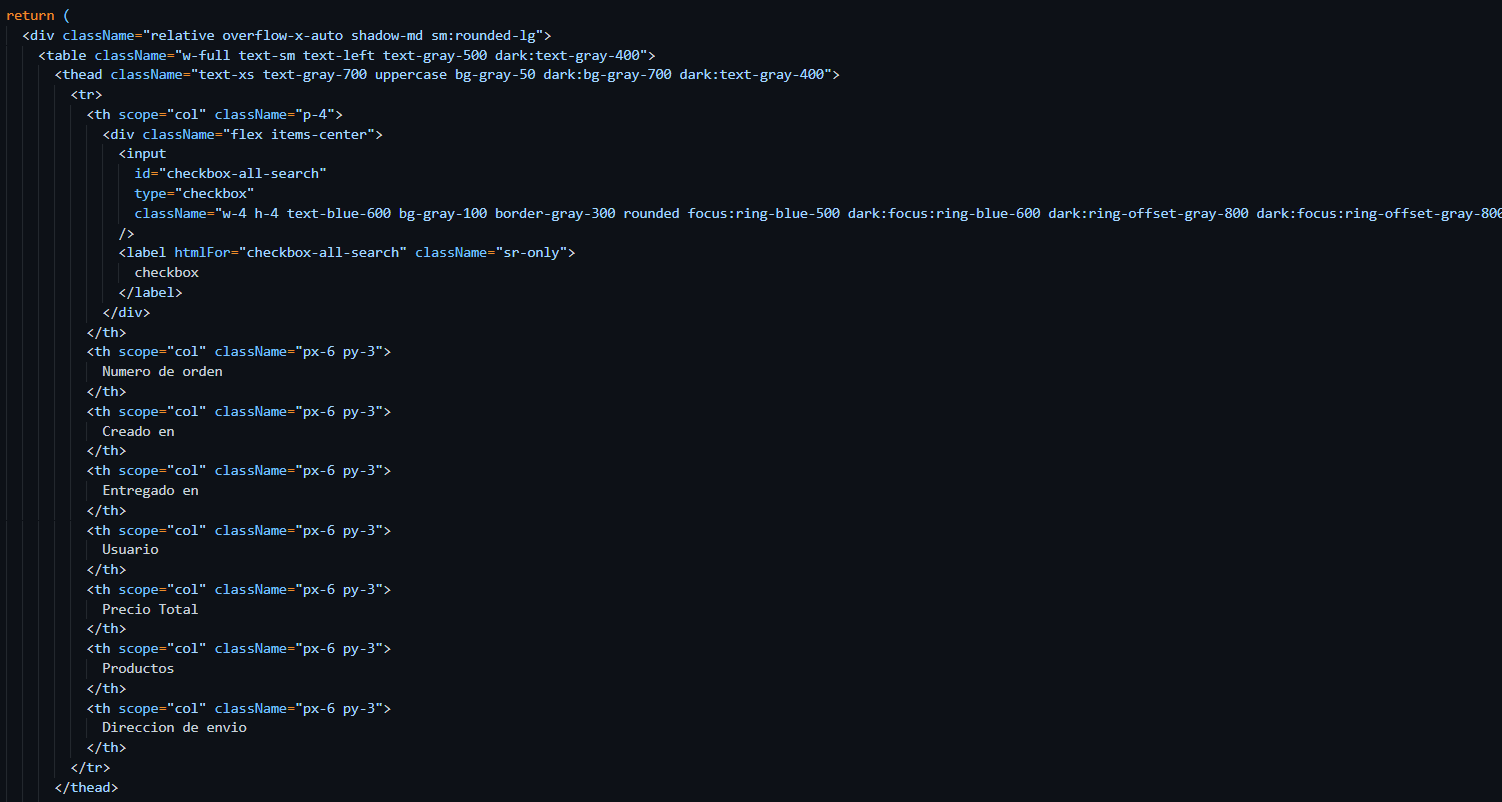 return (
<div className="relative overflow-x-auto shadow-md sm:rounded-lg">
<table className="w-full text-sm text-left text-gray-500 dark:text-gray-400">
<thead className="text-xs text-gray-700 uppercase bg-gray-50 dark:bg-gray-700 dark:text-gray-400">
<tr>
<th scope="col" className="p-4">
<div className="flex items-center">
<input
id="checkbox-all-search"
type="checkbox"
className="w-4 h-4 text-blue-600 bg-gray-100 border-gray-300 rounded focus:ring-blue-500 dark:focus:ring-blue-600 dark:ring-offset-gray-800 dark:focus:ring-offset-gray-800
/>
<label htmlFor="checkbox-all-search" className="sr-only">
checkbox
</label>
</div>
</th>
<th scope="col" className="px-6 py-3">
Numero de orden
</th>
<th scope="col" className="px-6 py-3">
Creado en
</th>
<th scope="col" className="px-6 py-3">
Entregado en
</th>
<th scope="col" className="px-6 py-3">
Usuario
</th>
<th scope="col" className="px-6 py-3">
Precio Total
</th>
<th scope="col" className="px-6 py-3">
Productos
</th>
<th scope="col" className="px-6 py-3">
Direccion de envio
</th>
</tr>
</thead>